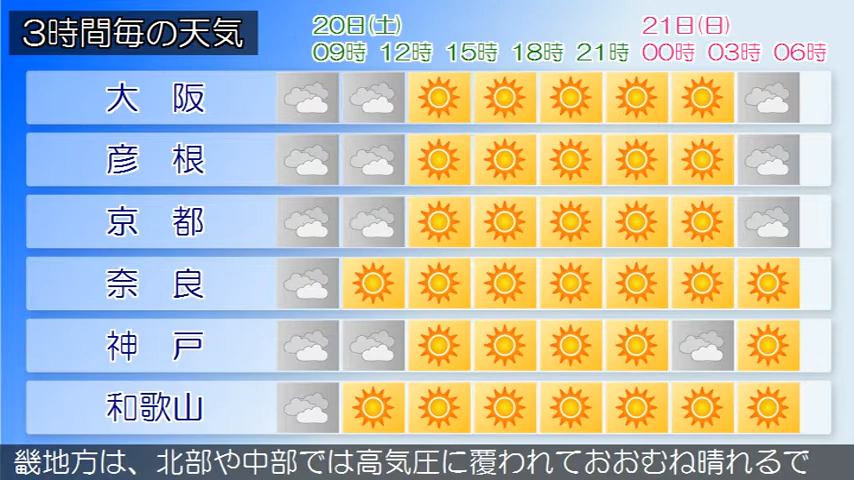 3時間毎の天気
20日(土) 21日(日)
09時 12時 15時 18時 21時 00時 03時 06時
大阪
彦根
京都
奈良
神戸
和歌山
畿地方は、北部や中部では高気圧に覆われておおむね晴れるで